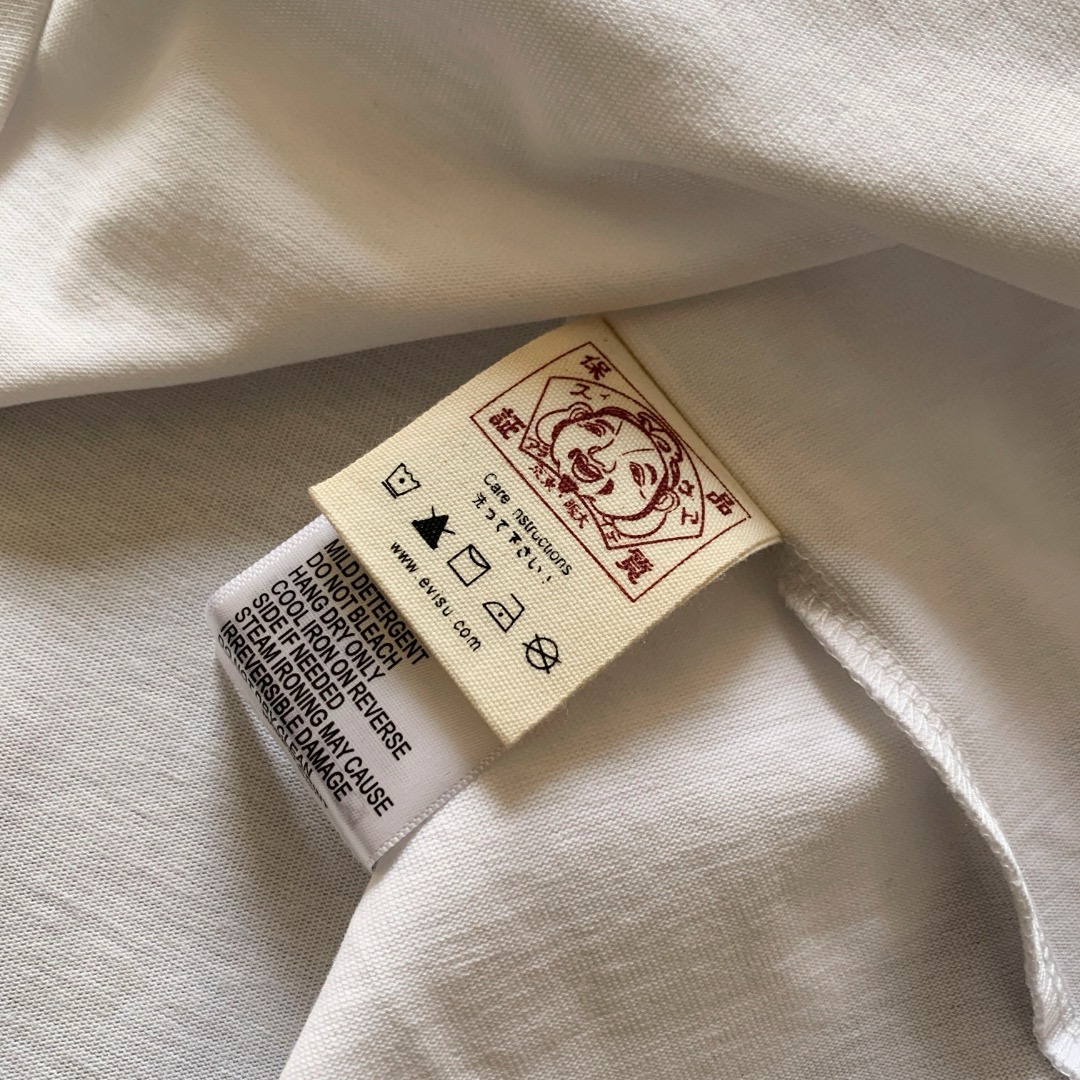 保
証
品
質
Care nstructions
洗って下さい!
www.evisu.com
MILD DETERGENT
DO NOT BLEACH
HANG DRY ONLY
COOL IRON ON REVERSE
SIDE IF NEEDED
STEAM IRONING MAY CAUSE
IRREVERSIBLE DAMAGE